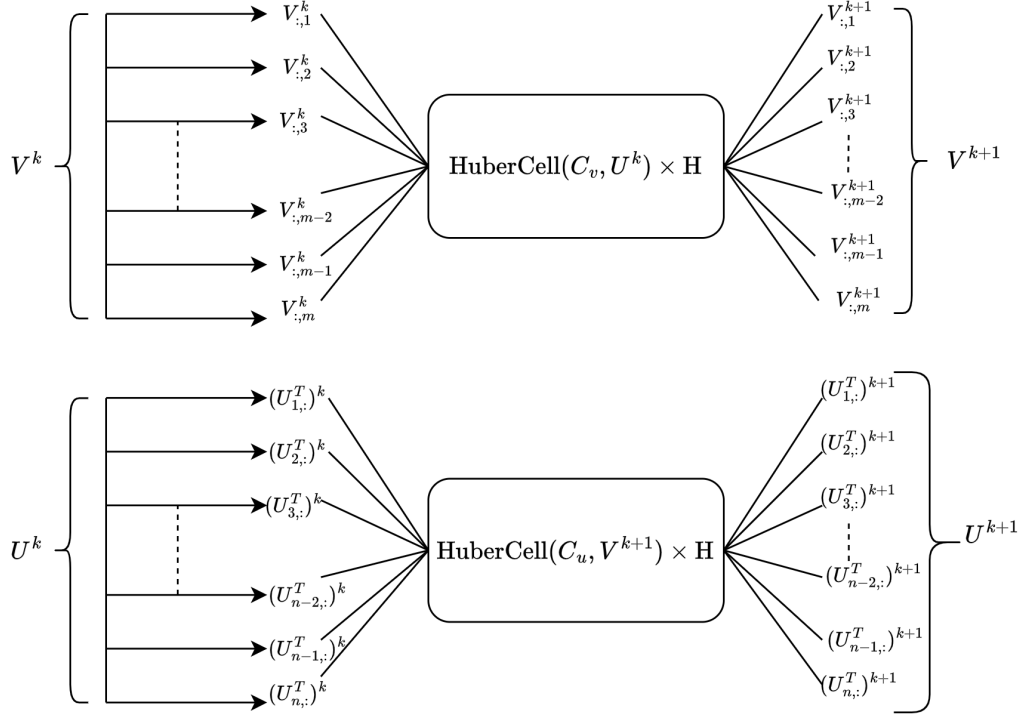 V^k
V^k_{:,1}
V^k_{:,2}
V^k_{:,3}
V^k_{:,m-2}
V^k_{:,m-1}
V^k_{:,m}
HuberCell(C_v, U^k) × H
V^{k+1}_{:,1}
V^{k+1}_{:,2}
V^{k+1}_{:,3}
V^{k+1}_{:,m-2}
V^{k+1}_{:,m-1}
V^{k+1}_{:,m}
V^{k+1}
U^k
(U^T_{1,:})^k
(U^T_{2,:})^k
(U^T_{3,:})^k
(U^T_{n-2,:})^k
(U^T_{n-1,:})^k
(U^T_{n,:})^k
HuberCell(C_u, V^{k+1}) × H
(U^T_{1,:})^{k+1}
(U^T_{2,:})^{k+1}
(U^T_{3,:})^{k+1}
(U^T_{n-2,:})^{k+1}
(U^T_{n-1,:})^{k+1}
(U^T_{n,:})^{k+1}
U^{k+1}